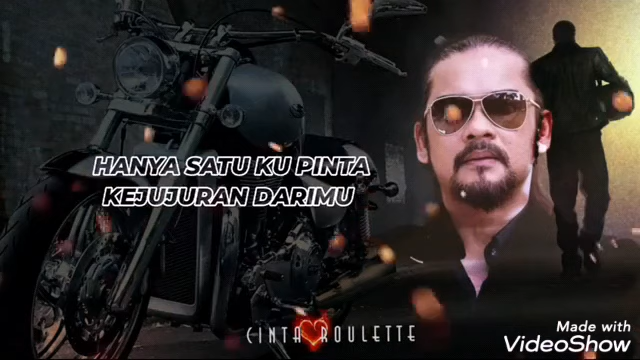 HANYA SATU KU PINTA
KEJUJURAN DARIMU
CINTA ROULETTE
Made with
VideoShow